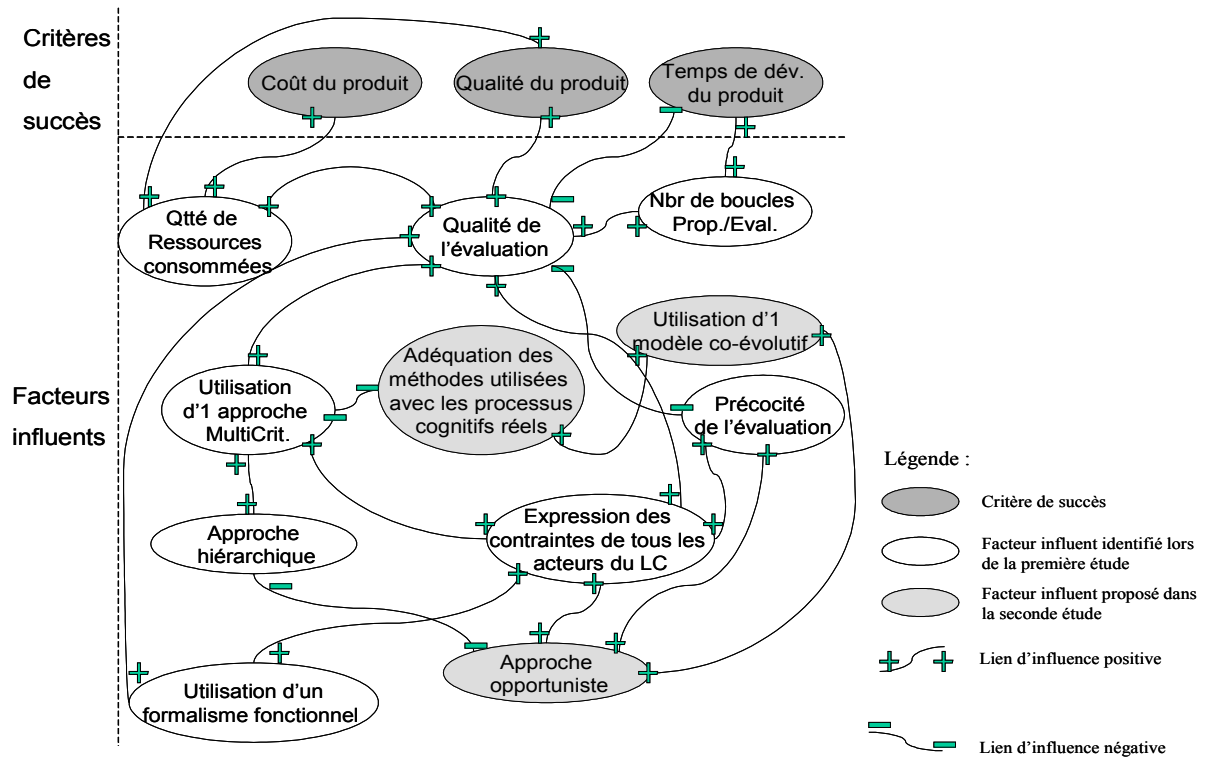 Critères
de
succès
Coût du produit
Qualité du produit
Temps de dév.
du produit
Qtté de
Ressources
consommées
Qualité de
l'évaluation
Nbr de boucles
Prop./Eval.
Facteurs
influents
Utilisation d'1
modèle co-évolutif
Utilisation
d'1 approche
MultiCrit.
Adéquation des
méthodes utilisées
avec les processus
cognitifs réels
Précocité
de l'évaluation
Approche
hiérarchique
Expression des
contraintes de tous les
acteurs du LC
Utilisation d'un
formalisme fonctionnel
Approche
opportuniste
Légende :
Critère de succès
Facteur influent identifié lors
de la première étude
Facteur influent proposé dans
la seconde étude
Lien d'influence positive
Lien d'influence négative